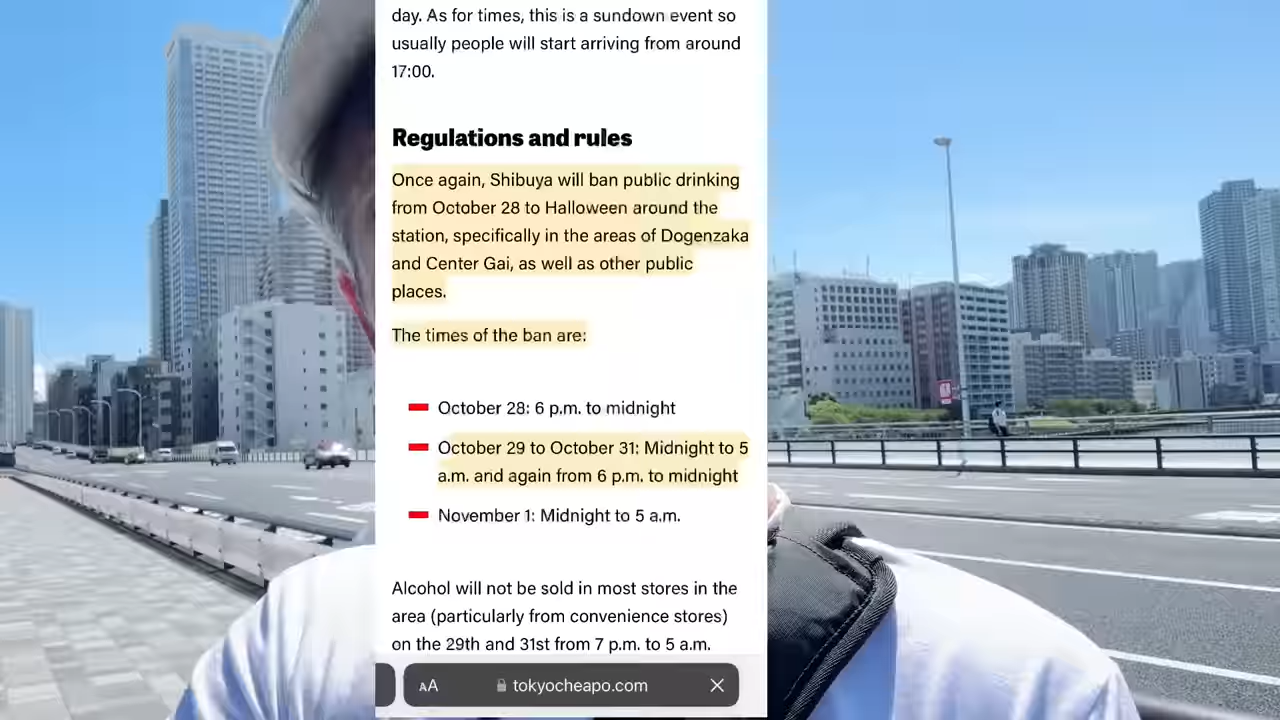 day. As for times, this is a sundown event so
usually people will start arriving from around
17:00.
Regulations and rules
Once again, Shibuya will ban public drinking
from October 28 to Halloween around the
station, specifically in the areas of Dogenzaka
and Center Gai, as well as other public
places.
The times of the ban are:
October 28: 6 p.m. to midnight
October 29 to October 31: Midnight to 5
a.m. and again from 6 p.m. to midnight
November 1: Midnight to 5 a.m.
Alcohol will not be sold in most stores in the
area (particularly from convenience stores)
on the 29th and 31st from 7 p.m. to 5 a.m.
AA tokyocheapo.com